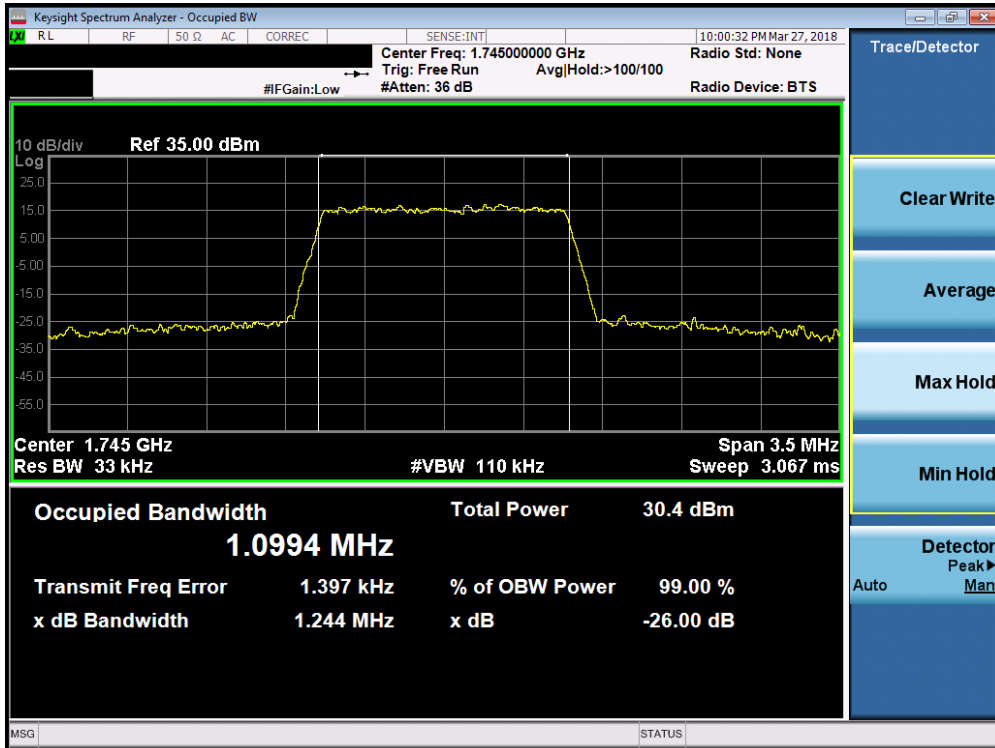 Keysight Spectrum Analyzer - Occupied BW
LXI RL RF 50 Ω AC CORREC SENSE:INT 10:00:32 PM Mar 27, 2018
Center Freq: 1.745000000 GHz Radio Std: None
Trig: Free Run Avg|Hold:>100/100
#IFGain:Low #Atten: 36 dB Radio Device: BTS
Trace/Detector
10 dB/div Ref 35.00 dBm
Log
25.0
15.0
5.00
-5.00
-15.0
-25.0
-35.0
-45.0
-55.0
Center 1.745 GHz Span 3.5 MHz
Res BW 33 kHz #VBW 110 kHz Sweep 3.067 ms
Occupied Bandwidth Total Power 30.4 dBm
1.0994 MHz
Transmit Freq Error 1.397 kHz % of OBW Power 99.00 %
x dB Bandwidth 1.244 MHz x dB -26.00 dB
Clear Write
Average
Max Hold
Min Hold
Detector
Peak▶
Auto Man
MSG STATUS